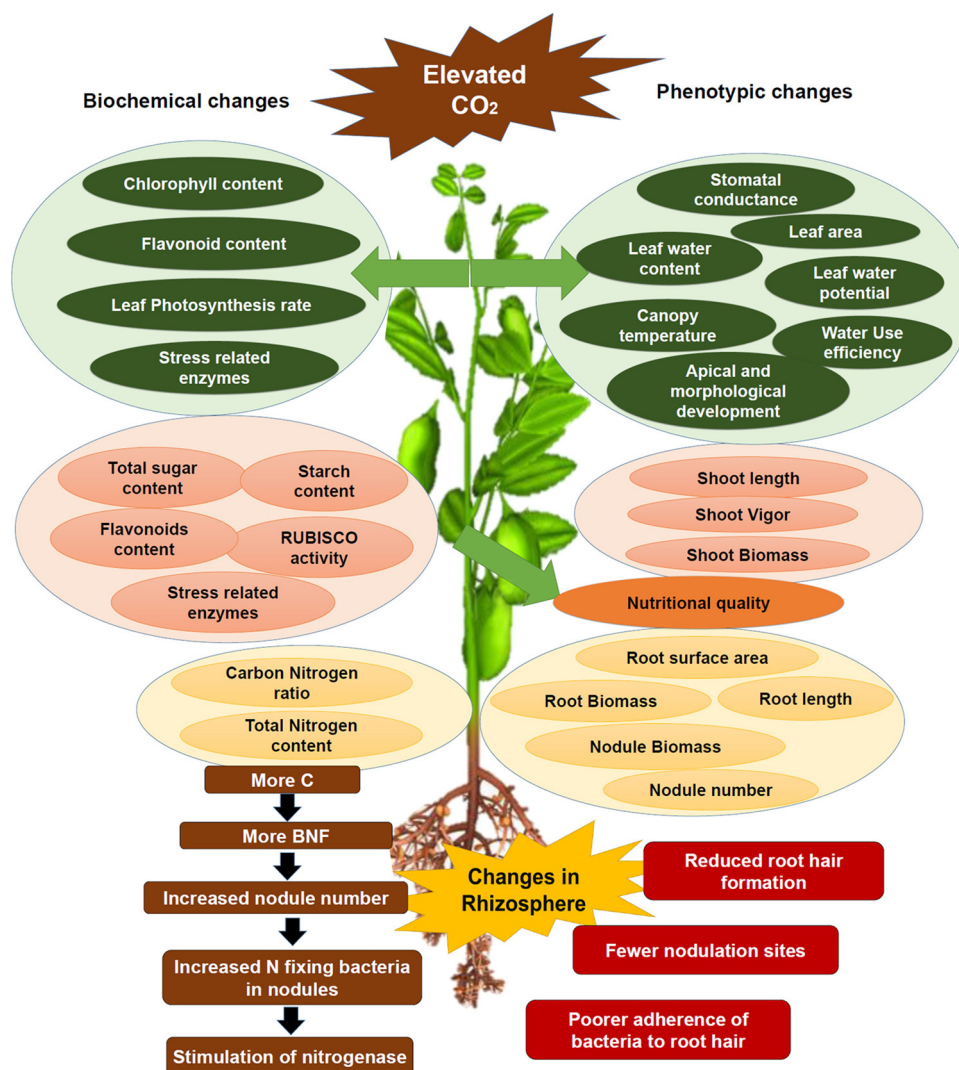 Elevated
CO₂
Biochemical changes
Phenotypic changes
Chlorophyll content
Flavonoid content
Leaf Photosynthesis rate
Stress related
enzymes
Stomatal
conductance
Leaf area
Leaf water
content
Leaf water
potential
Canopy
temperature
Water Use
efficiency
Apical and
morphological
development
Total sugar
content
Starch
content
Flavonoids
content
RUBISCO
activity
Stress related
enzymes
Shoot length
Shoot Vigor
Shoot Biomass
Nutritional quality
Carbon Nitrogen
ratio
Total Nitrogen
content
Root surface area
Root Biomass
Root length
Nodule Biomass
Nodule number
More C
More BNF
Increased nodule number
Increased N fixing bacteria
in nodules
Stimulation of nitrogenase
Changes in
Rhizosphere
Reduced root hair
formation
Fewer nodulation sites
Poorer adherence of
bacteria to root hair